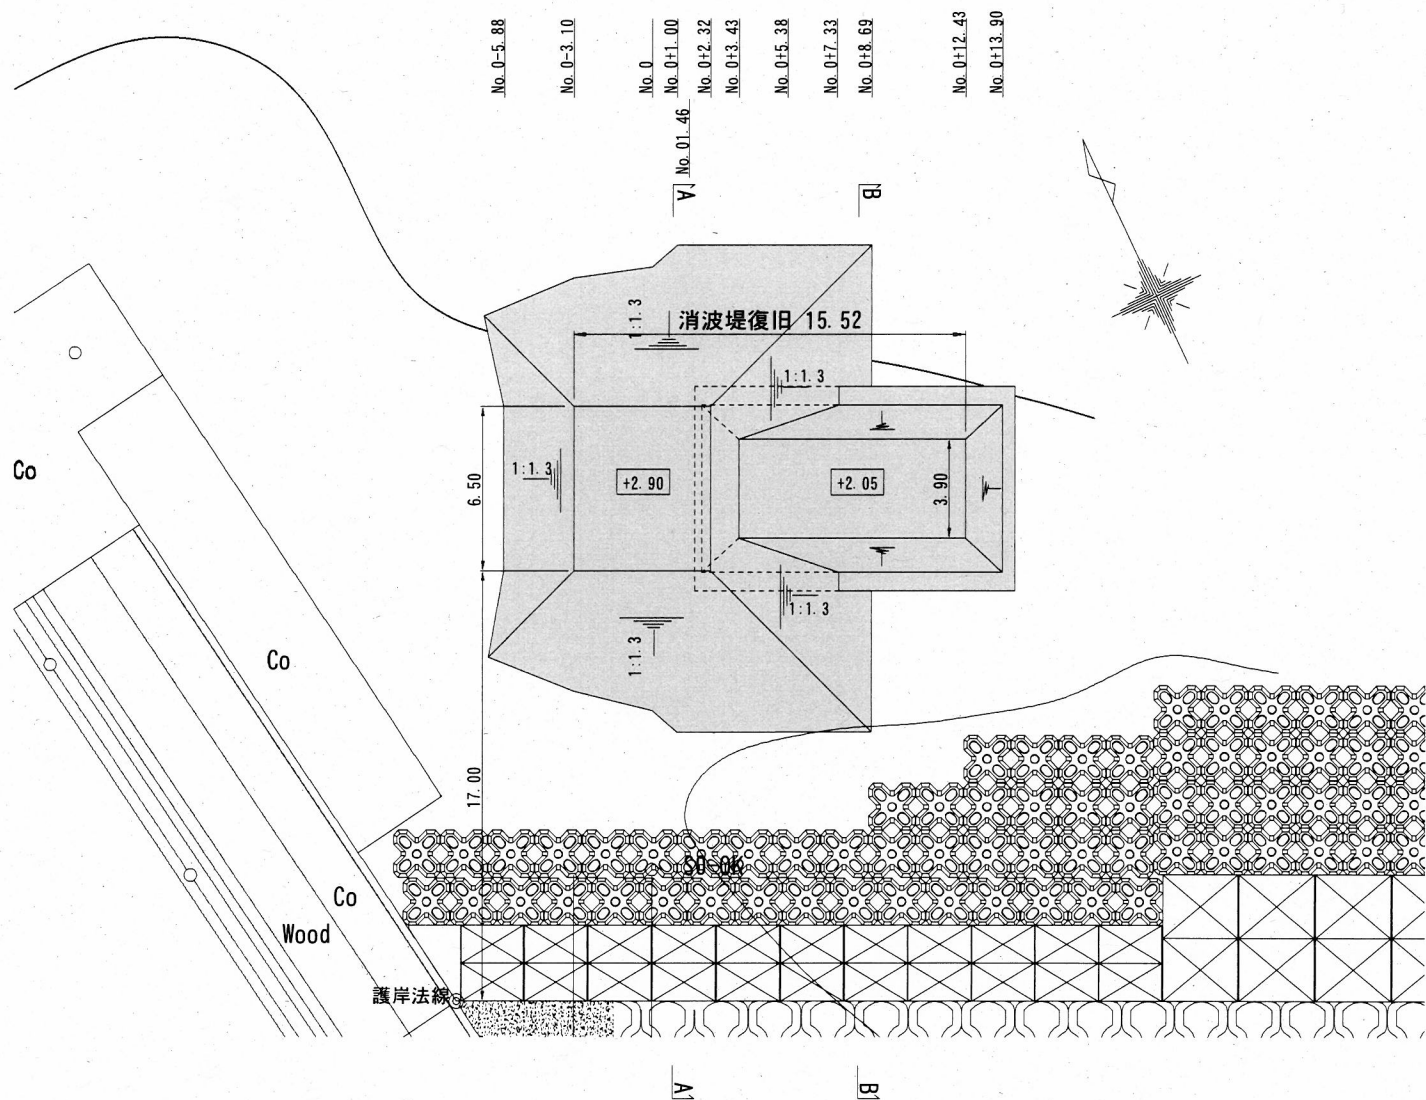 No. 0-5.88
No. 0-3.10
No. 0
No. 0+1.00
No. 01.46
No. 0+2.32
No. 0+3.43
No. 0+5.38
No. 0+7.33
No. 0+8.69
No. 0+12.43
No. 0+13.90
A
B
消波堤復旧 15.52
1:1.3
1:1.3
1:1.3
+2.90
+2.05
6.50
3.90
1:1.3
1:1.3
17.00
Co
Co
Co
Wood
SO-OK
護岸法線
A'
B'